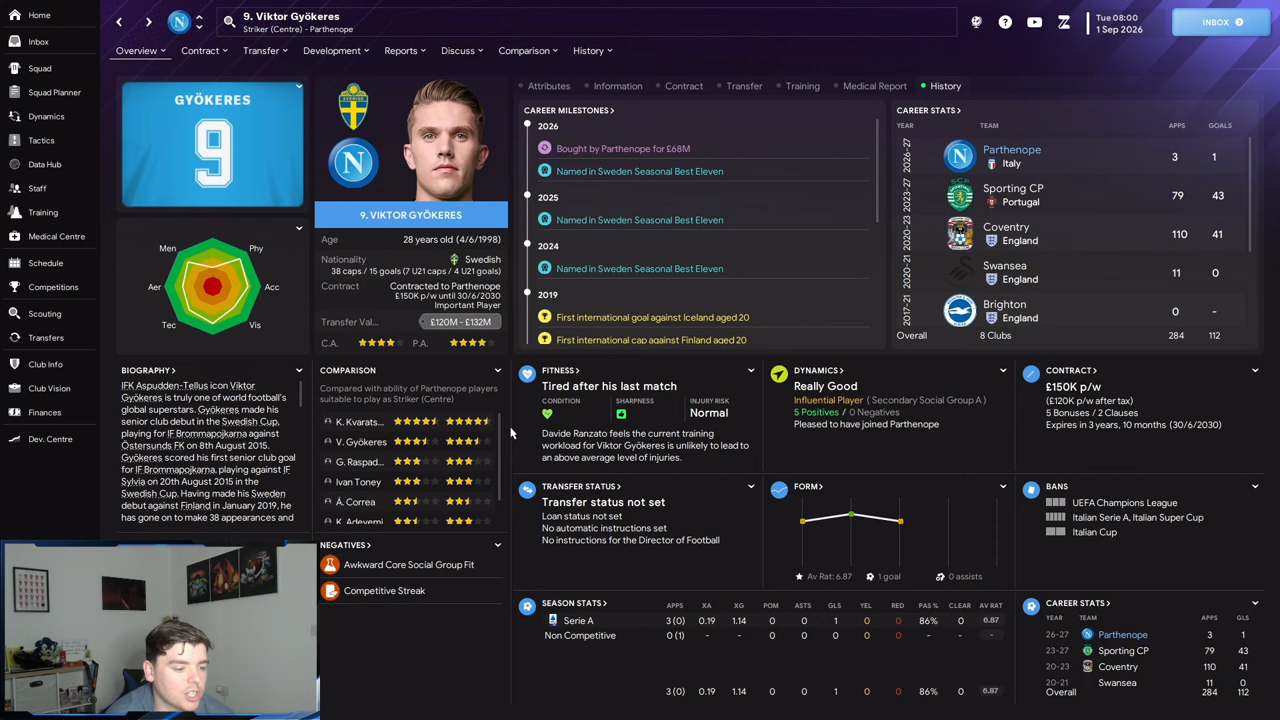 Home
Inbox
Squad
Squad Planner
Dynamics
Tactics
Data Hub
Staff
Training
Medical Centre
Schedule
Competitions
Scouting
Transfers
Club Info
Club Vision
Finances
Dev. Centre
9. Viktor Gyökeres
Striker (Centre) - Parthenope
Tue 08:00
1 Sep 2026
INBOX
Overview
Contract
Transfer
Development
Reports
Discuss
Comparison
History
GYÖKERES
9
SVERIGE
N
9. VIKTOR GYÖKERES
Age 28 years old (4/6/1998)
Nationality Swedish
38 caps / 15 goals (7 U21 caps / 4 U21 goals)
Contract Contracted to Parthenope
£150K p/w until 30/6/2030
Important Player
Transfer Val... £120M - £132M
C.A. P.A.
Men
Phy
Aer
Acc
Tec
Vis
Attributes
Information
Contract
Transfer
Training
Medical Report
History
CAREER MILESTONES >
2026
Bought by Parthenope for £68M
Named in Sweden Seasonal Best Eleven
2025
Named in Sweden Seasonal Best Eleven
2024
Named in Sweden Seasonal Best Eleven
2019
First international goal against Iceland aged 20
First international cap against Finland aged 20
CAREER STATS >
YEAR TEAM APPS GOALS
2026-27 Parthenope Italy 3 1
2023-27 Sporting CP Portugal 79 43
2020-23 Coventry England 110 41
2020-21 Swansea England 11 0
2017-21 Brighton England 0 -
Overall 8 Clubs 284 112
BIOGRAPHY >
IFK Aspudden-Tellus icon Viktor
Gyökeres is truly one of world football's
global superstars. Gyökeres made his
senior club debut in the Swedish Cup,
playing for IF Brommapojkarna against
Östersunds FK on 8th August 2015.
Gyökeres scored his first senior club goal
for IF Brommapojkarna, playing against IF
Sylvia on 20th August 2015 in the
Swedish Cup. Having made his Sweden
debut against Finland in January 2019, he
has gone on to make 38 appearances and
COMPARISON
Compared with ability of Parthenope players
suitable to play as Striker (Centre)
K. Kvarats...
V. Gyökeres
G. Raspad...
Ivan Toney
Á. Correa
K. Adeyemi
NEGATIVES >
Awkward Core Social Group Fit
Competitive Streak
FITNESS >
Tired after his last match
CONDITION SHARPNESS INJURY RISK
Normal
Davide Ranzato feels the current training
workload for Viktor Gyökeres is unlikely to lead to
an above average level of injuries.
DYNAMICS >
Really Good
Influential Player ( Secondary Social Group A )
5 Positives / 0 Negatives
Pleased to have joined Parthenope
CONTRACT >
£150K p/w
(£120K p/w after tax)
5 Bonuses / 2 Clauses
Expires in 3 years, 10 months (30/6/2030)
TRANSFER STATUS >
Transfer status not set
Loan status not set
No automatic instructions set
No instructions for the Director of Football
FORM >
Av Rat: 6.87 1 goal 0 assists
BANS
UEFA Champions League
Italian Serie A, Italian Super Cup
Italian Cup
SEASON STATS >
APPS XA XG POM ASTS GLS YEL RED PAS % CLEAR AV RAT
Serie A 3 (0) 0.19 1.14 0 0 1 0 0 86% 0 6.87
Non Competitive 0 (1) - - 0 0 0 0 0 - - -
3 (0) 0.19 1.14 0 0 1 0 0 86% 0 6.87
CAREER STATS >
YEAR TEAM APPS GLS
26-27 Parthenope 3 1
23-27 Sporting CP 79 43
20-23 Coventry 110 41
20-21 Swansea 11 0
Overall 284 112